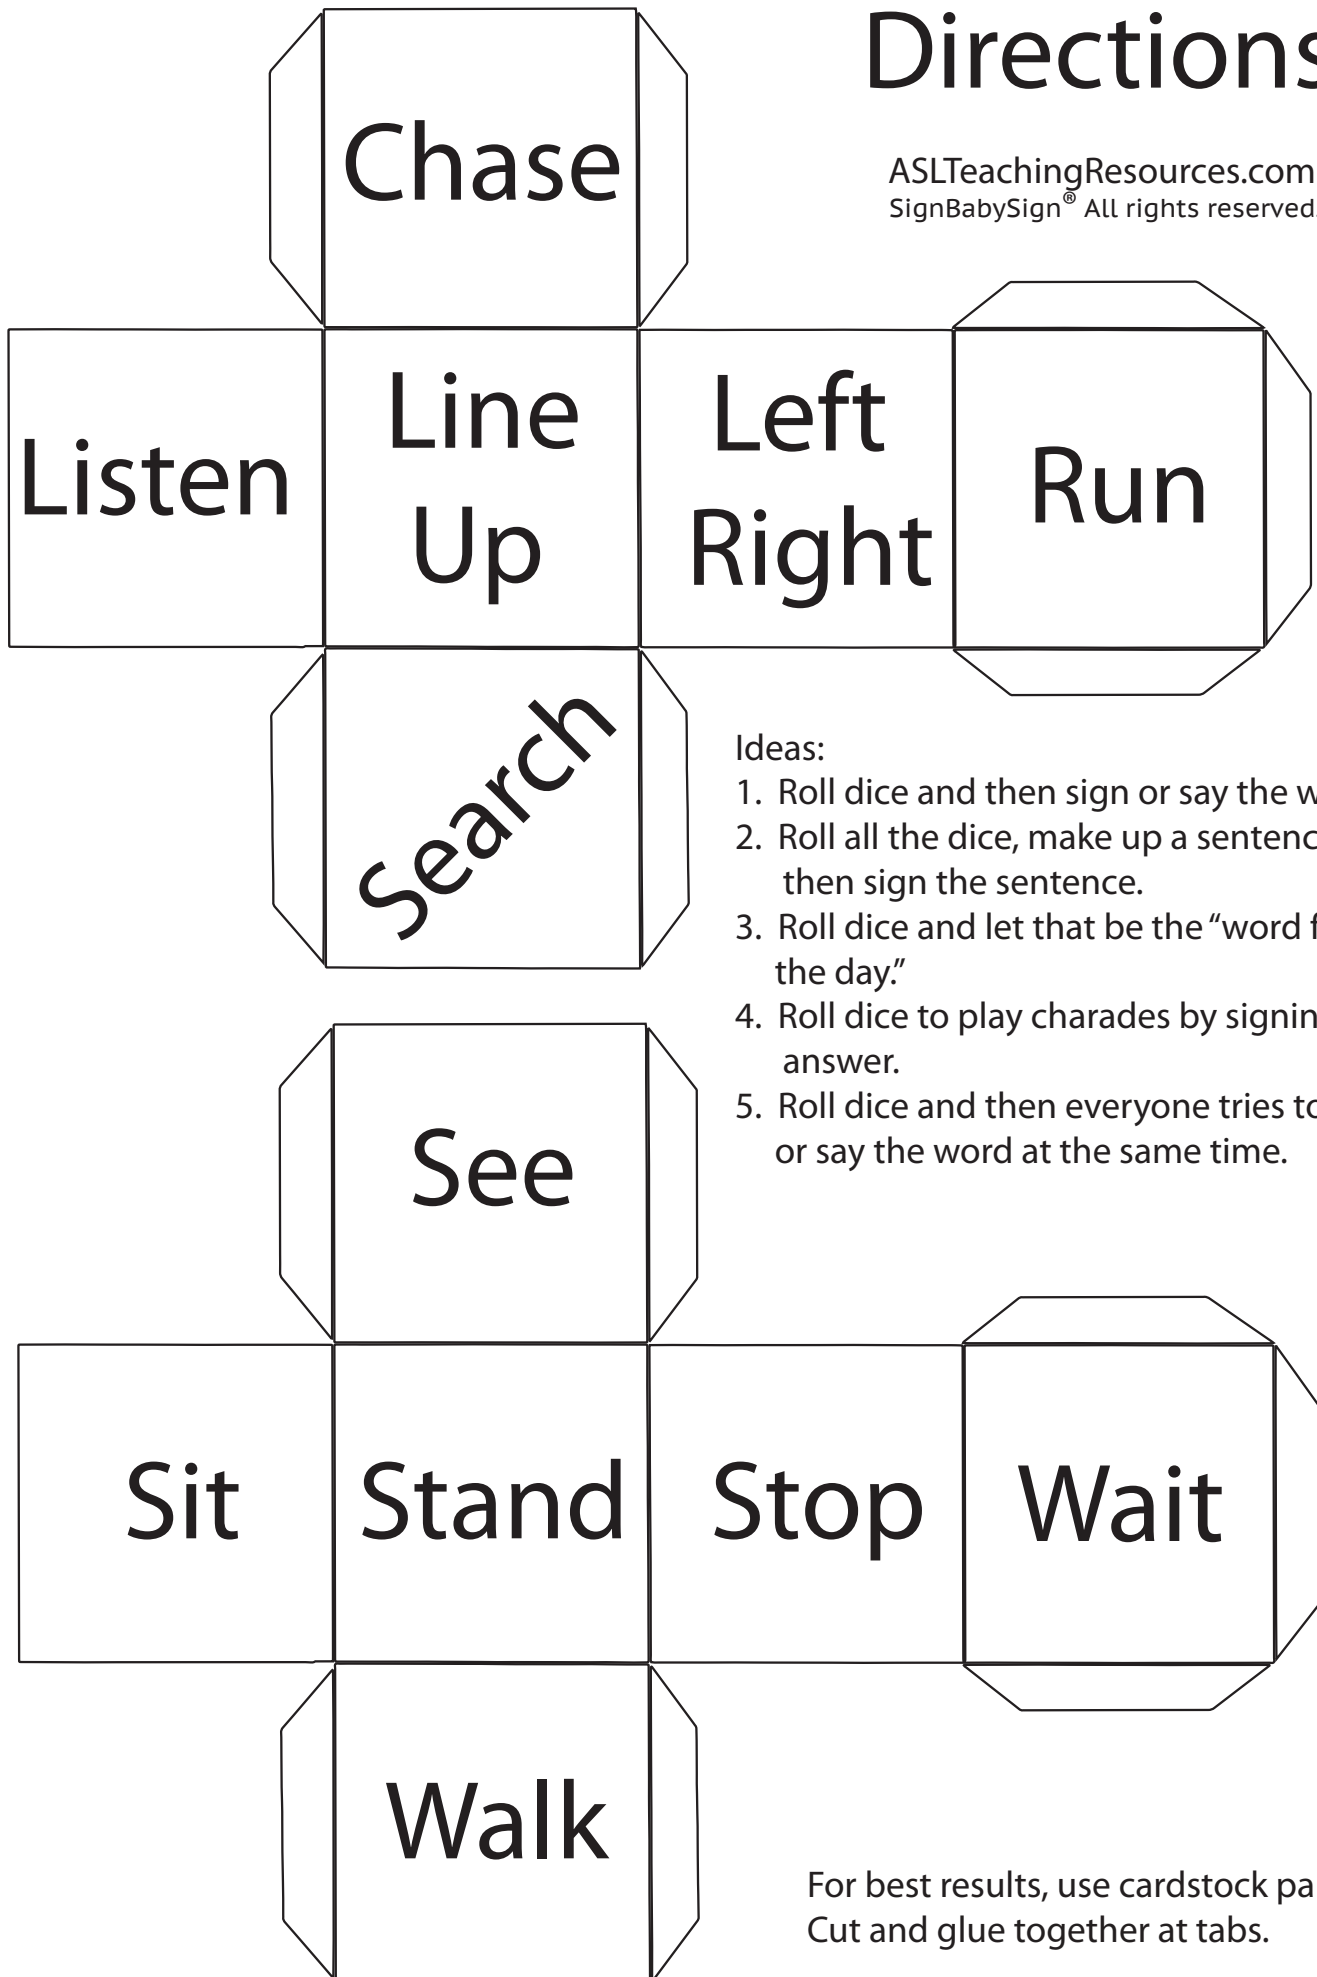 Directions
ASLTeachingResources.com
SignBabySign® All rights reserved.
Chase
Listen
Line
Up
Left
Right
Run
Search
Ideas:
1. Roll dice and then sign or say the
2. Roll all the dice, make up a sentenc
then sign the sentence.
3. Roll dice and let that be the “word
the day.”
4. Roll dice to play charades by signin
answer.
5. Roll dice and then everyone tries to
or say the word at the same time.
See
Sit
Stand
Stop
Wait
Walk
For best results, use cardstock pa
Cut and glue together at tabs.